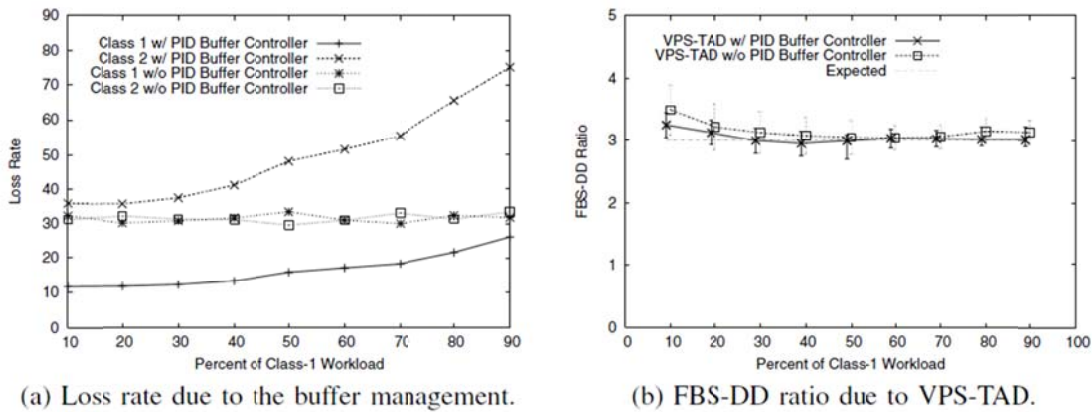 90
80
70
60
50
40
30
20
10
0
Loss Rate
Class 1 w/ PID Buffer Controller
Class 2 w/ PID Buffer Controller
Class 1 w/o PID Buffer Controller
Class 2 w/o PID Buffer Controller
10 20 30 40 50 60 70 80 90
Percent of Class-1 Workload
(a) Loss rate due to the buffer management.
5
4
3
2
1
0
FBS-DD Ratio
VPS-TAD w/ PID Buffer Controller
VPS-TAD w/o PID Buffer Controller
Expected
0 10 20 30 40 50 60 70 80 90 100
Percent of Class-1 Workload
(b) FBS-DD ratio due to VPS-TAD.